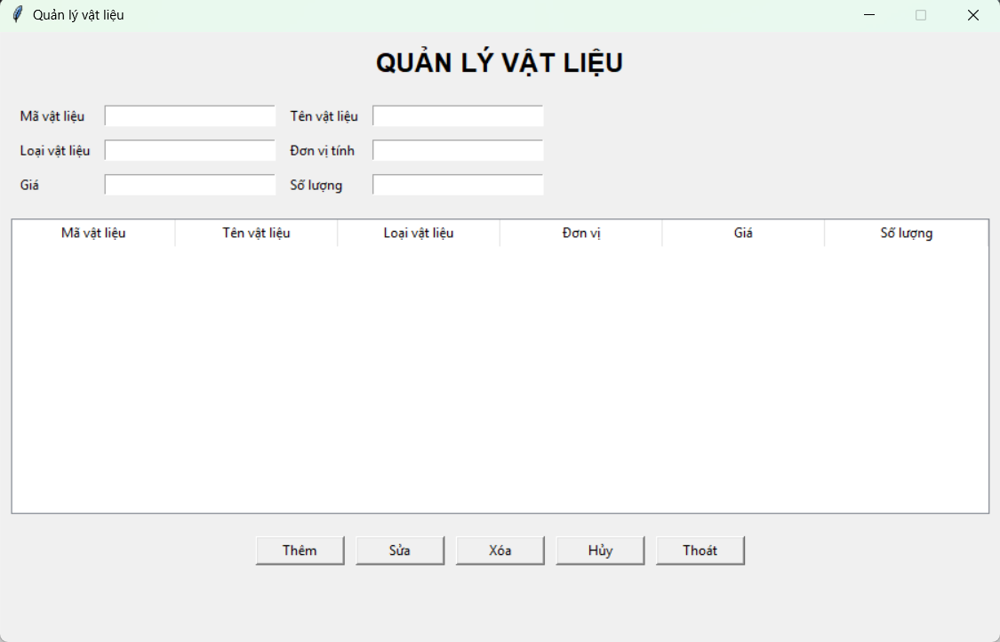 Quản lý vật liệu
QUẢN LÝ VẬT LIỆU
Mã vật liệu Tên vật liệu
Loại vật liệu Đơn vị tính
Giá Số lượng
Mã vật liệu Tên vật liệu Loại vật liệu Đơn vị Giá Số lượng
Thêm Sửa Xóa Hủy Thoát